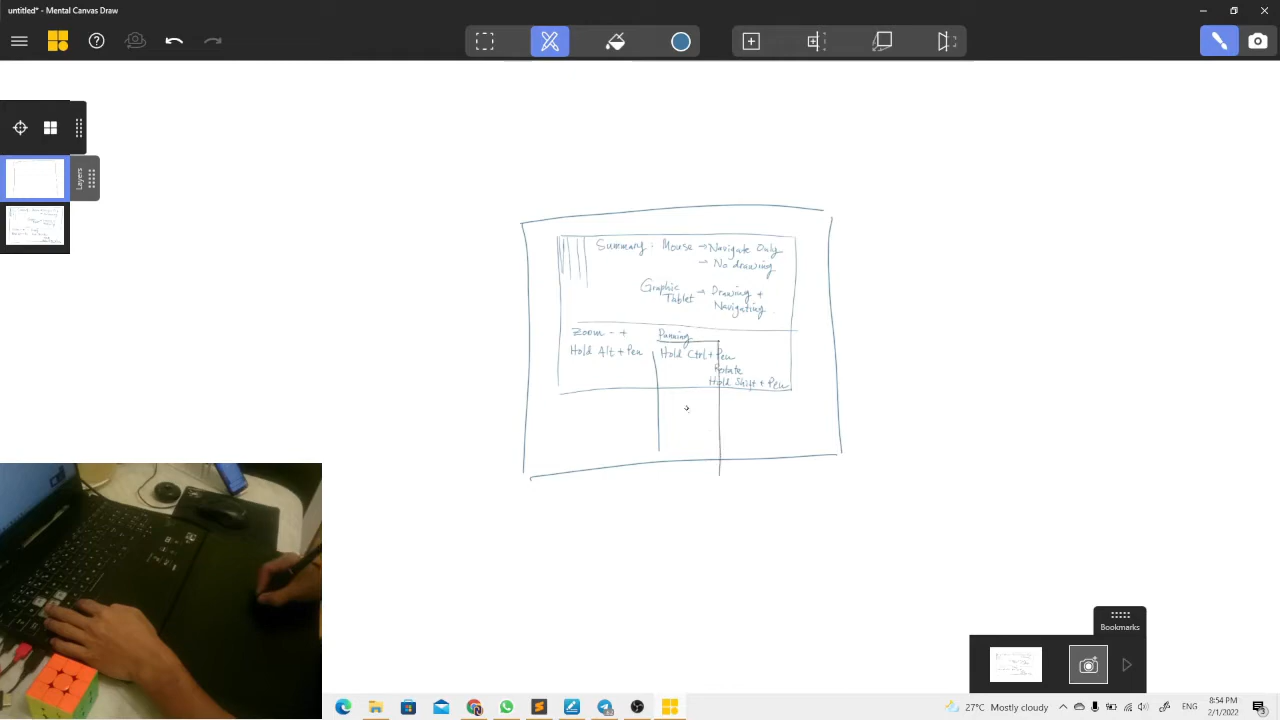 untitled* - Mental Canvas Draw
Layers
Summary: Mouse → Navigate Only
→ No drawing
Graphic Tablet → Drawing + Navigating
Zoom - +
Hold Alt + Pen
Panning
Hold Ctrl + Pen
Rotate
Hold Shift + Pen
Bookmarks
27°C Mostly cloudy
ENG
8:54 PM
2/1/2022